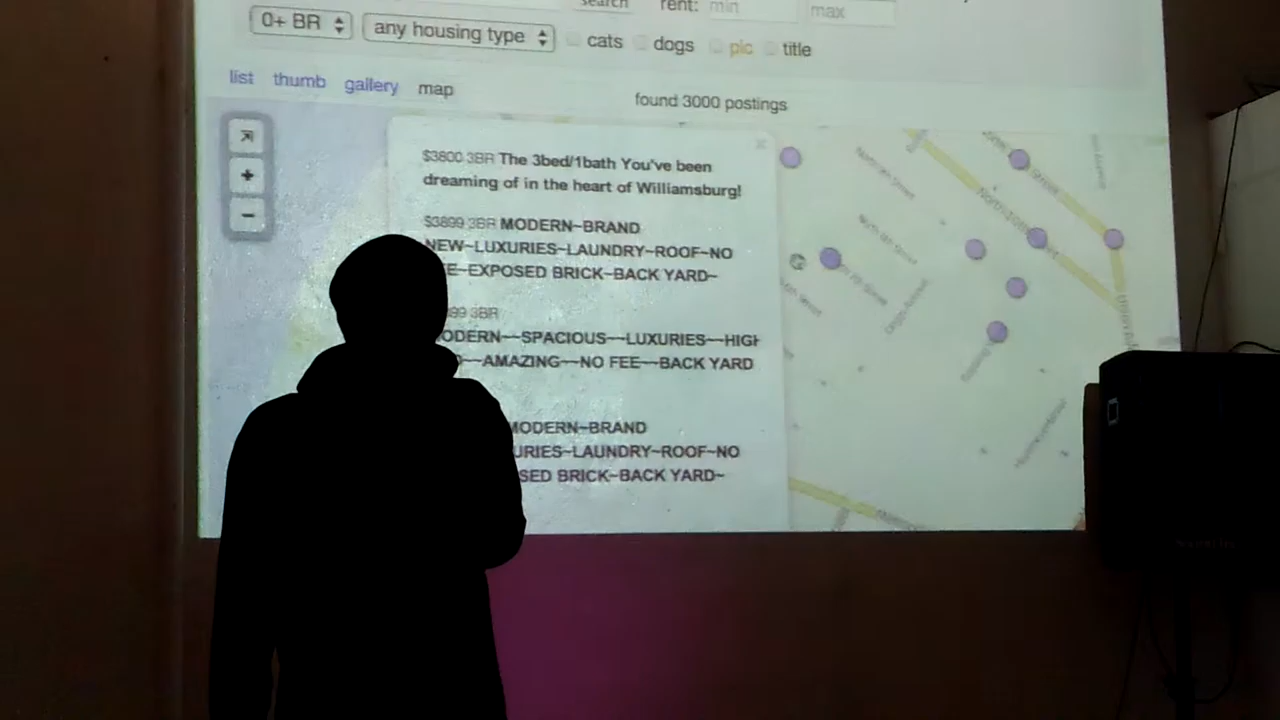 search rent: min max
0+ BR any housing type cats dogs pic title
list thumb gallery map found 3000 postings
$3800 3BR The 3bed/1bath You've been
dreaming of in the heart of Williamsburg!
$3899 3BR MODERN~BRAND
NEW~LUXURIES~LAUNDRY~ROOF~NO
EXPOSED BRICK~BACK YARD~
99 3BR
ODERN~~SPACIOUS~~LUXURIES~~HIGH
~~AMAZING~~NO FEE~~BACK YARD
MODERN~BRAND
URIES~LAUNDRY~ROOF~NO
SED BRICK~BACK YARD~